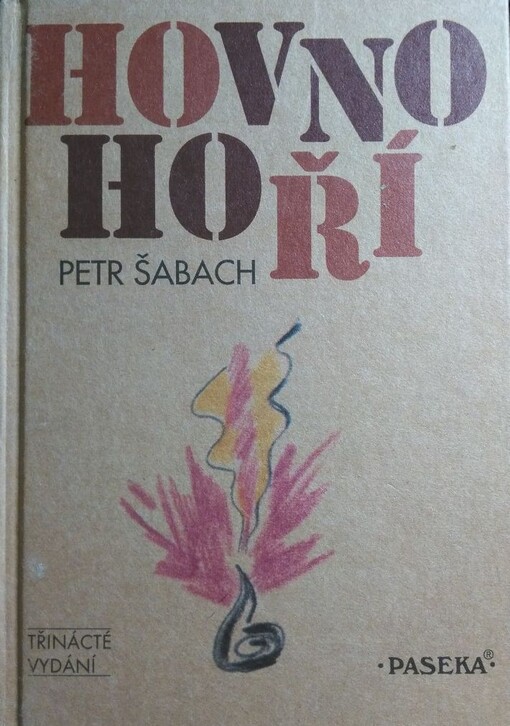 HOVNO
HOŘÍ
PETR ŠABACH
TŘINÁCTÉ
VYDÁNÍ
·PASEKA®·